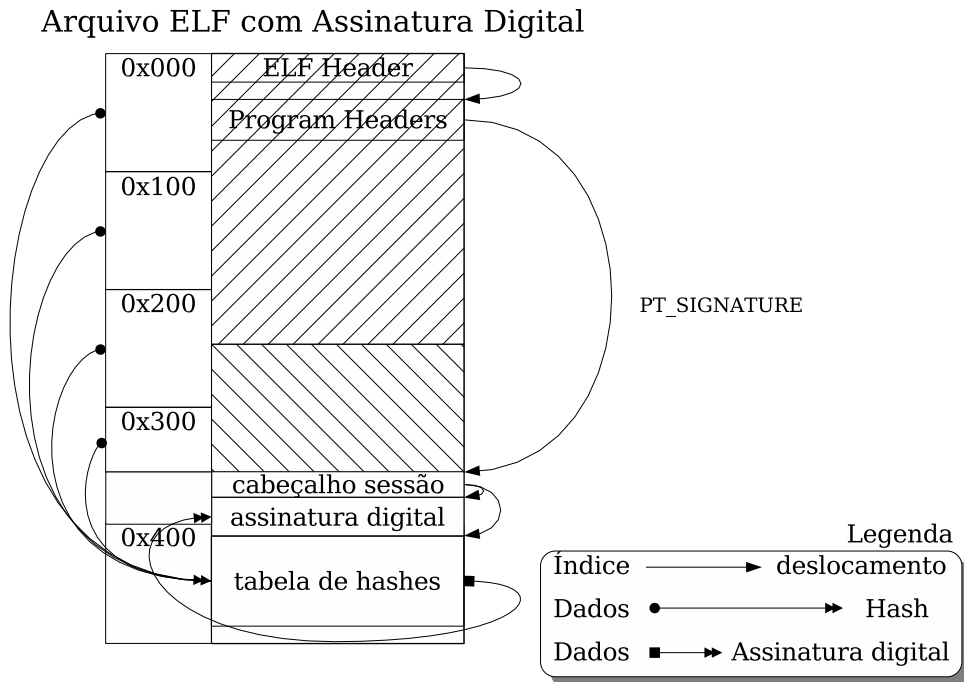 Arquivo ELF com Assinatura Digital
0x000
ELF Header
Program Headers
0x100
0x200
PT_SIGNATURE
0x300
cabeçalho sessão
assinatura digital
0x400
tabela de hashes
Legenda
Índice deslocamento
Dados Hash
Dados Assinatura digital